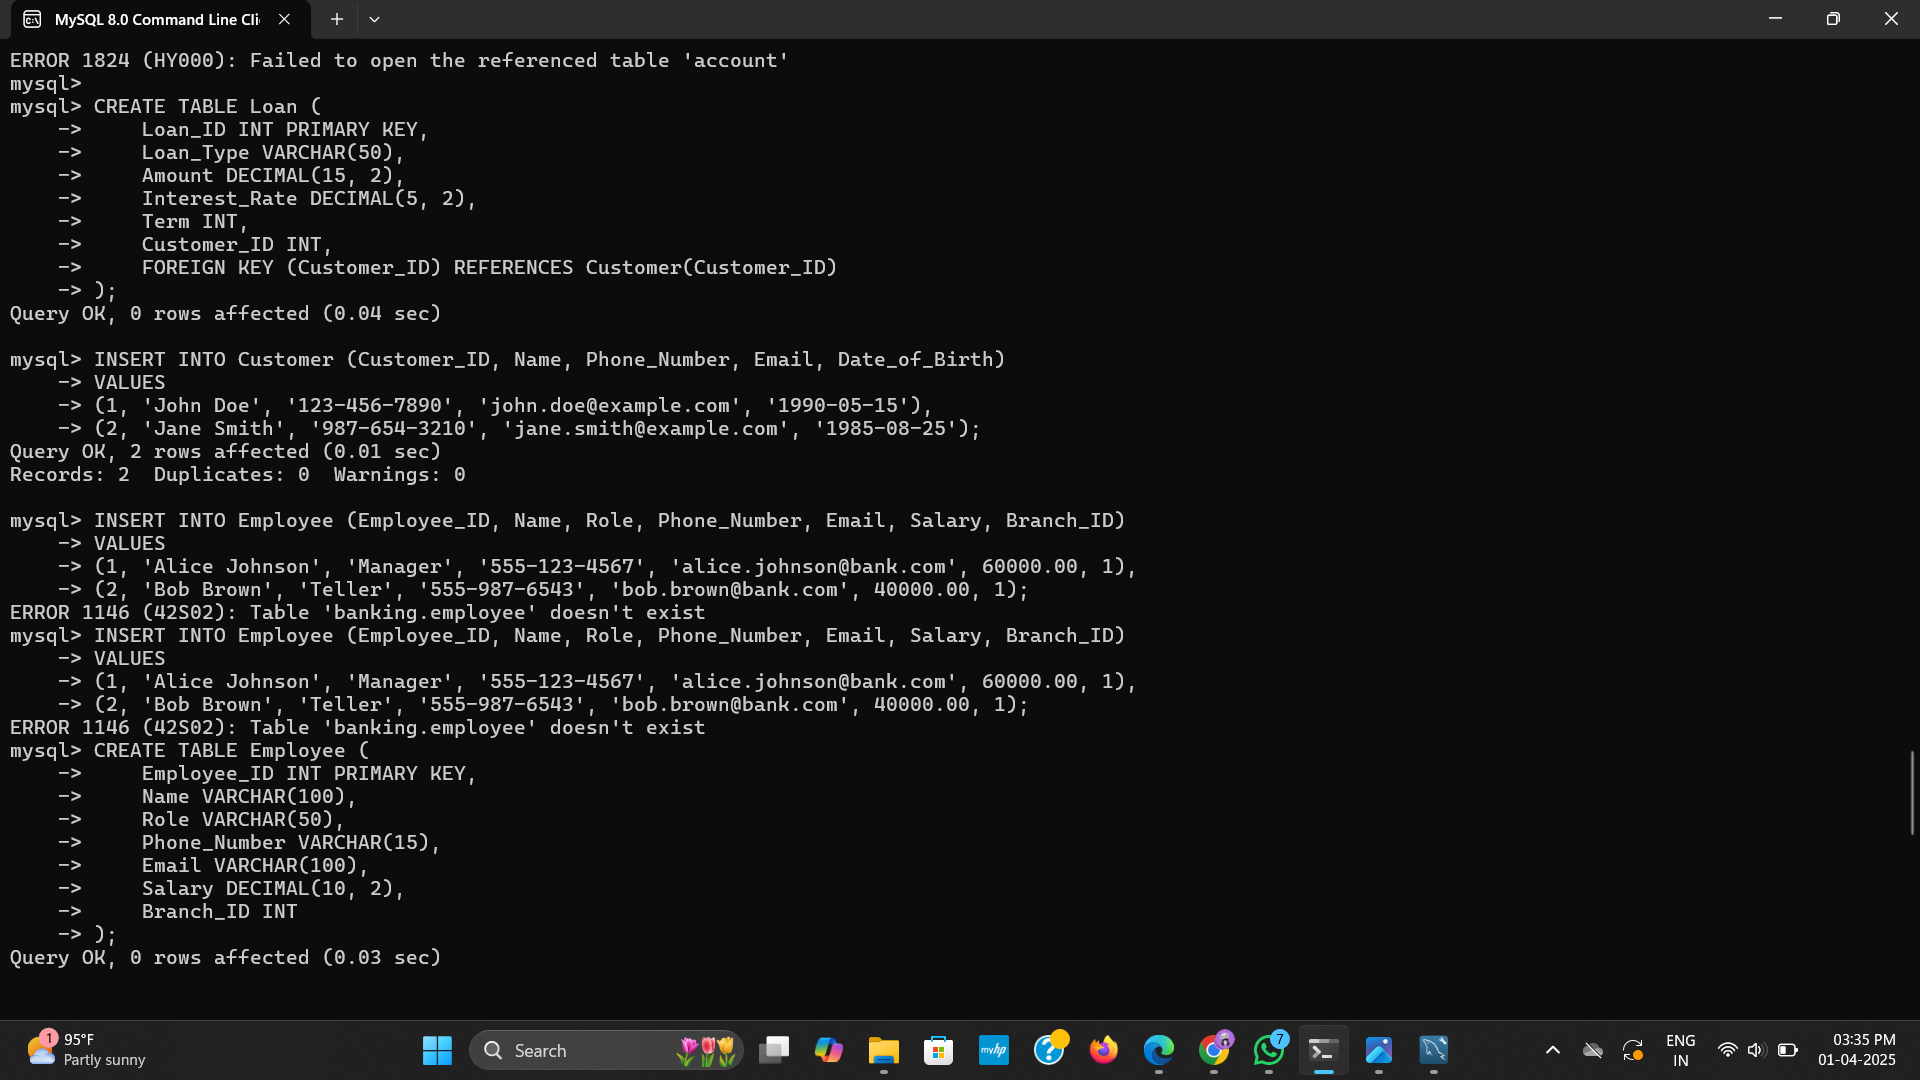 MySQL 8.0 Command Line Cli
ERROR 1824 (HY000): Failed to open the referenced table 'account'
mysql>
mysql> CREATE TABLE Loan (
    ->     Loan_ID INT PRIMARY KEY,
    ->     Loan_Type VARCHAR(50),
    ->     Amount DECIMAL(15, 2),
    ->     Interest_Rate DECIMAL(5, 2),
    ->     Term INT,
    ->     Customer_ID INT,
    ->     FOREIGN KEY (Customer_ID) REFERENCES Customer(Customer_ID)
    -> );
Query OK, 0 rows affected (0.04 sec)
mysql> INSERT INTO Customer (Customer_ID, Name, Phone_Number, Email, Date_of_Birth)
    -> VALUES
    -> (1, 'John Doe', '123-456-7890', 'john.doe@example.com', '1990-05-15'),
    -> (2, 'Jane Smith', '987-654-3210', 'jane.smith@example.com', '1985-08-25');
Query OK, 2 rows affected (0.01 sec)
Records: 2  Duplicates: 0  Warnings: 0
mysql> INSERT INTO Employee (Employee_ID, Name, Role, Phone_Number, Email, Salary, Branch_ID)
    -> VALUES
    -> (1, 'Alice Johnson', 'Manager', '555-123-4567', 'alice.johnson@bank.com', 60000.00, 1),
    -> (2, 'Bob Brown', 'Teller', '555-987-6543', 'bob.brown@bank.com', 40000.00, 1);
ERROR 1146 (42S02): Table 'banking.employee' doesn't exist
mysql> INSERT INTO Employee (Employee_ID, Name, Role, Phone_Number, Email, Salary, Branch_ID)
    -> VALUES
    -> (1, 'Alice Johnson', 'Manager', '555-123-4567', 'alice.johnson@bank.com', 60000.00, 1),
    -> (2, 'Bob Brown', 'Teller', '555-987-6543', 'bob.brown@bank.com', 40000.00, 1);
ERROR 1146 (42S02): Table 'banking.employee' doesn't exist
mysql> CREATE TABLE Employee (
    ->     Employee_ID INT PRIMARY KEY,
    ->     Name VARCHAR(100),
    ->     Role VARCHAR(50),
    ->     Phone_Number VARCHAR(15),
    ->     Email VARCHAR(100),
    ->     Salary DECIMAL(10, 2),
    ->     Branch_ID INT
    -> );
Query OK, 0 rows affected (0.03 sec)
1
95°F
Partly sunny
Search
myhp
7
ENG
IN
03:35 PM
01-04-2025